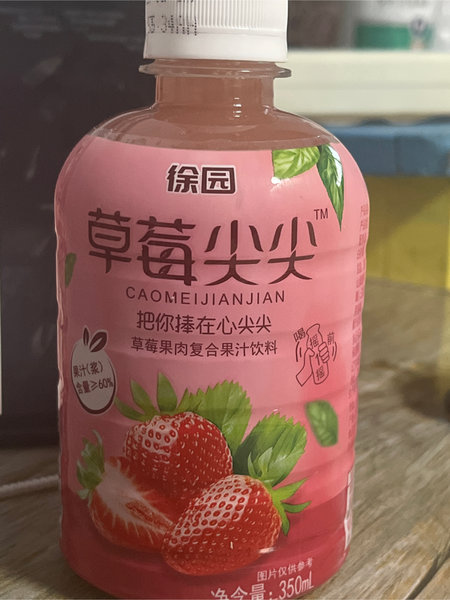 徐园
草莓尖尖™
CAOMEIJIANJIAN
把你捧在心尖尖
草莓果肉复合果汁饮料
喝前
摇摇
果汁(浆)
含量≥60%
图片仅供参考
净含量:350mL